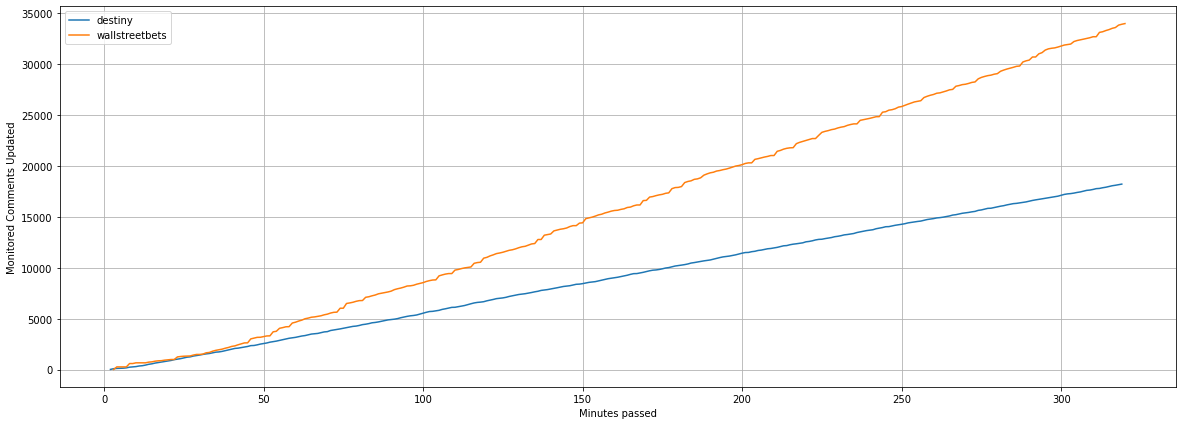 destiny
wallstreetbets
35000
30000
25000
20000
15000
10000
5000
0
Monitored Comments Updated
0 50 100 150 200 250 300
Minutes passed